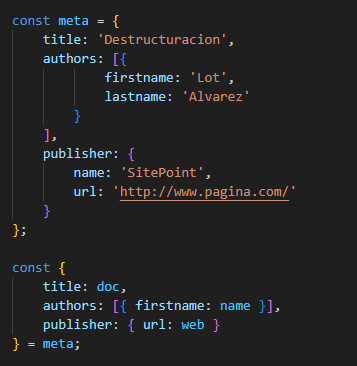 const meta = {
    title: 'Destructuracion',
    authors: [{
            firstname: 'Lot',
            lastname: 'Alvarez'
        }
    ],
    publisher: {
        name: 'SitePoint',
        url: 'http://www.pagina.com/'
    }
};

const {
    title: doc,
    authors: [{ firstname: name }],
    publisher: { url: web }
} = meta;